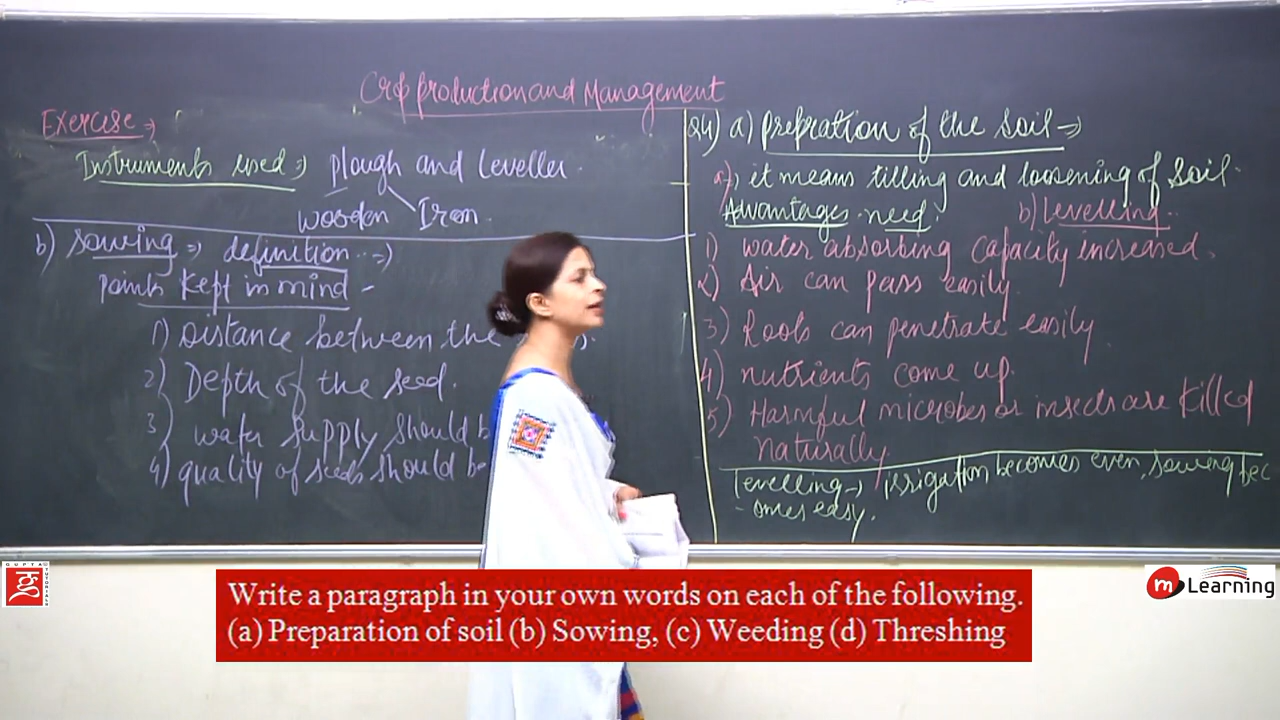 Crop production and Management
Exercise →
Instruments used → plough and leveller.
wooden Iron.
b) Sowing → definition →
points kept in mind -
1) Distance between the
2) Depth of the seed.
3) water supply should b
4) quality of seeds should be
Q4) a) prepration of the soil →
a) → it means tilling and loosening of soil.
Advantages need. b) Levelling..
1) water absorbing capacity increased.
2) Air can pass easily.
3) Roots can penetrate easily.
4) nutrients come up.
5) Harmful microbes or insects are killed
naturally.
Levelling → irrigation becomes even, sowing bec
-omes easy.
GUPTA TUTORIALS
m Learning
Write a paragraph in your own words on each of the following.
(a) Preparation of soil (b) Sowing, (c) Weeding (d) Threshing